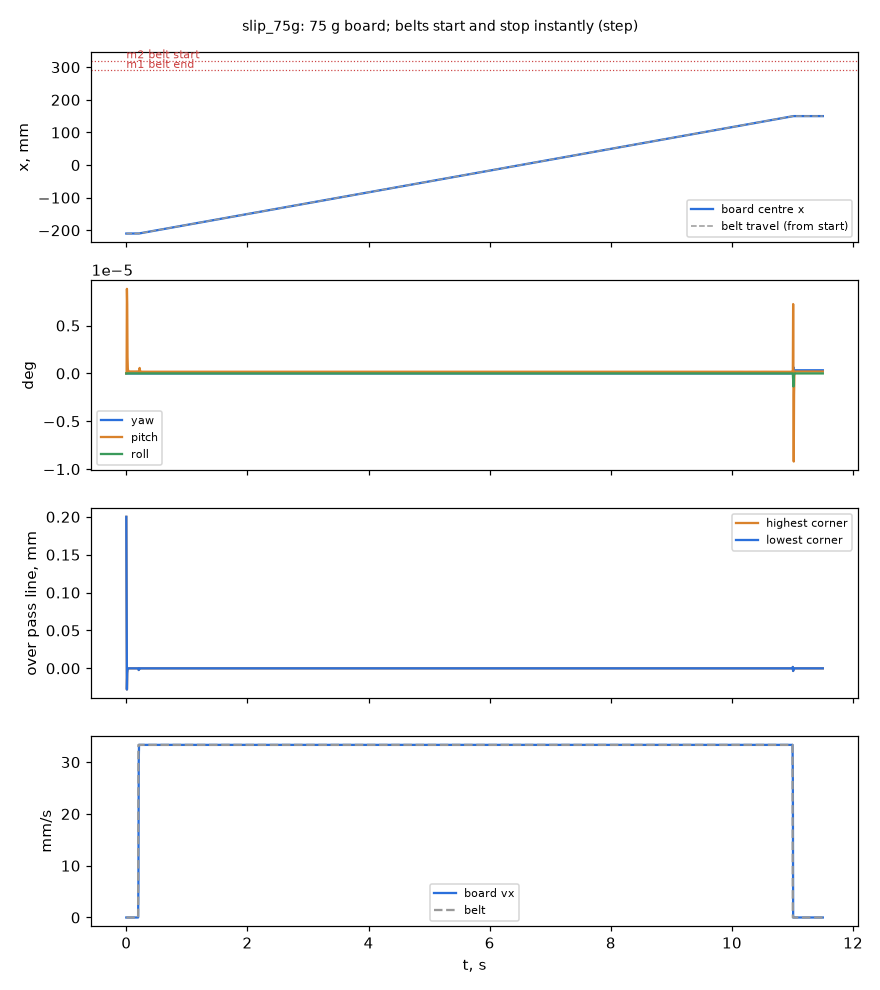 slip_75g: 75 g board; belts start and stop instantly (step)
m2 belt start
m1 belt end
300
200
100
0
−100
−200
x, mm
board centre x
belt travel (from start)
1e−5
0.5
0.0
−0.5
−1.0
deg
yaw
pitch
roll
0.20
0.15
0.10
0.05
0.00
over pass line, mm
highest corner
lowest corner
30
20
10
0
mm/s
board vx
belt
0
2
4
6
8
10
12
t, s